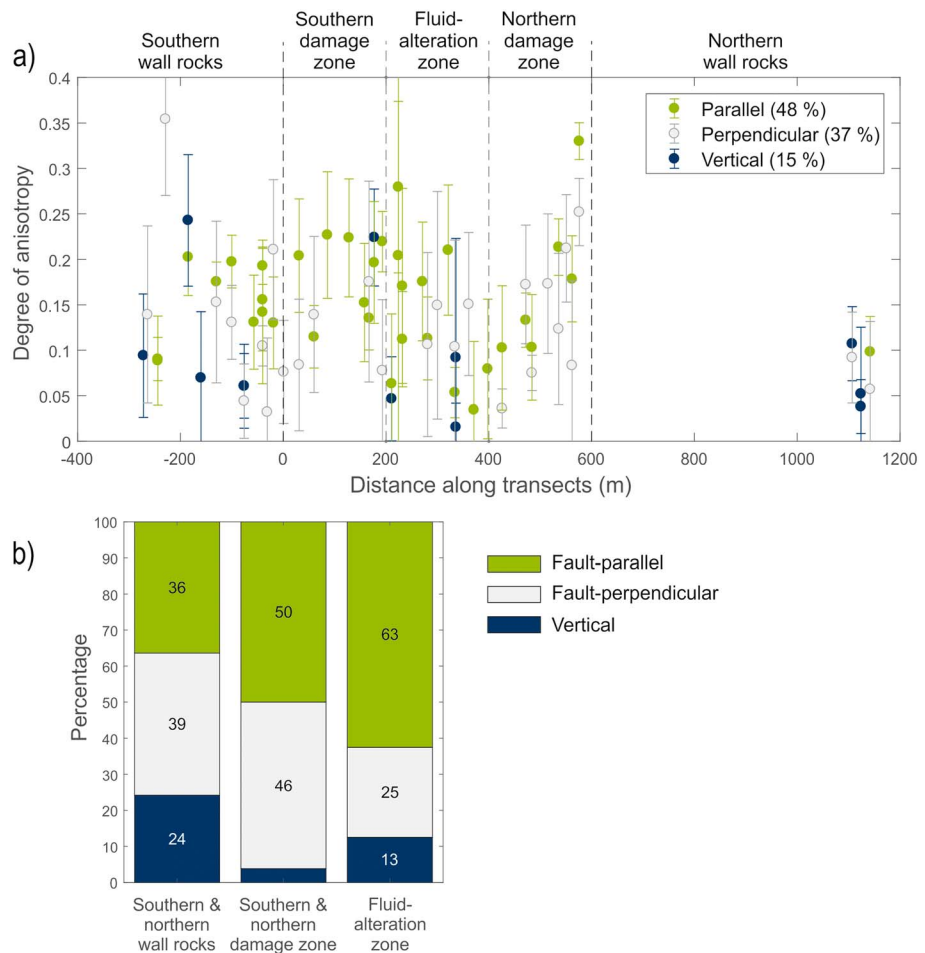 a)
Southern
wall rocks
Southern
damage
zone
Fluid-
alteration
zone
Northern
damage
zone
Northern
wall rocks
Degree of anisotropy
0.4
0.35
0.3
0.25
0.2
0.15
0.1
0.05
0
Parallel (48 %)
Perpendicular (37 %)
Vertical (15 %)
-400
-200
0
200
400
600
800
1000
1200
Distance along transects (m)
b)
Percentage
100
90
80
70
60
50
40
30
20
10
0
36
39
24
50
46
63
25
13
Southern &
northern
wall rocks
Southern &
northern
damage zone
Fluid-
alteration
zone
Fault-parallel
Fault-perpendicular
Vertical